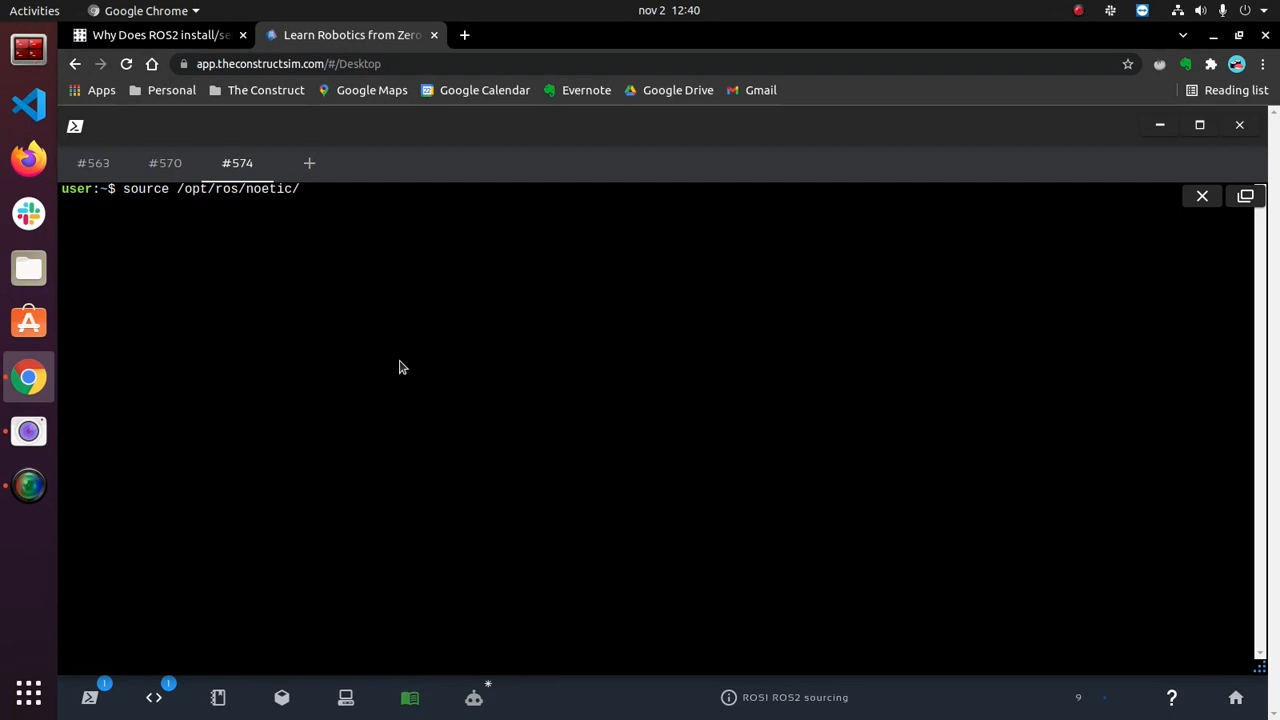 Activities
Google Chrome
nov 2 12:40
Why Does ROS2 install/se
Learn Robotics from Zero
app.theconstructsim.com/#/Desktop
Apps
Personal
The Construct
Google Maps
Google Calendar
Evernote
Google Drive
Gmail
Reading list
#563
#570
#574
user:~$ source /opt/ros/noetic/
1
1
*
ROS1 ROS2 sourcing
9
?